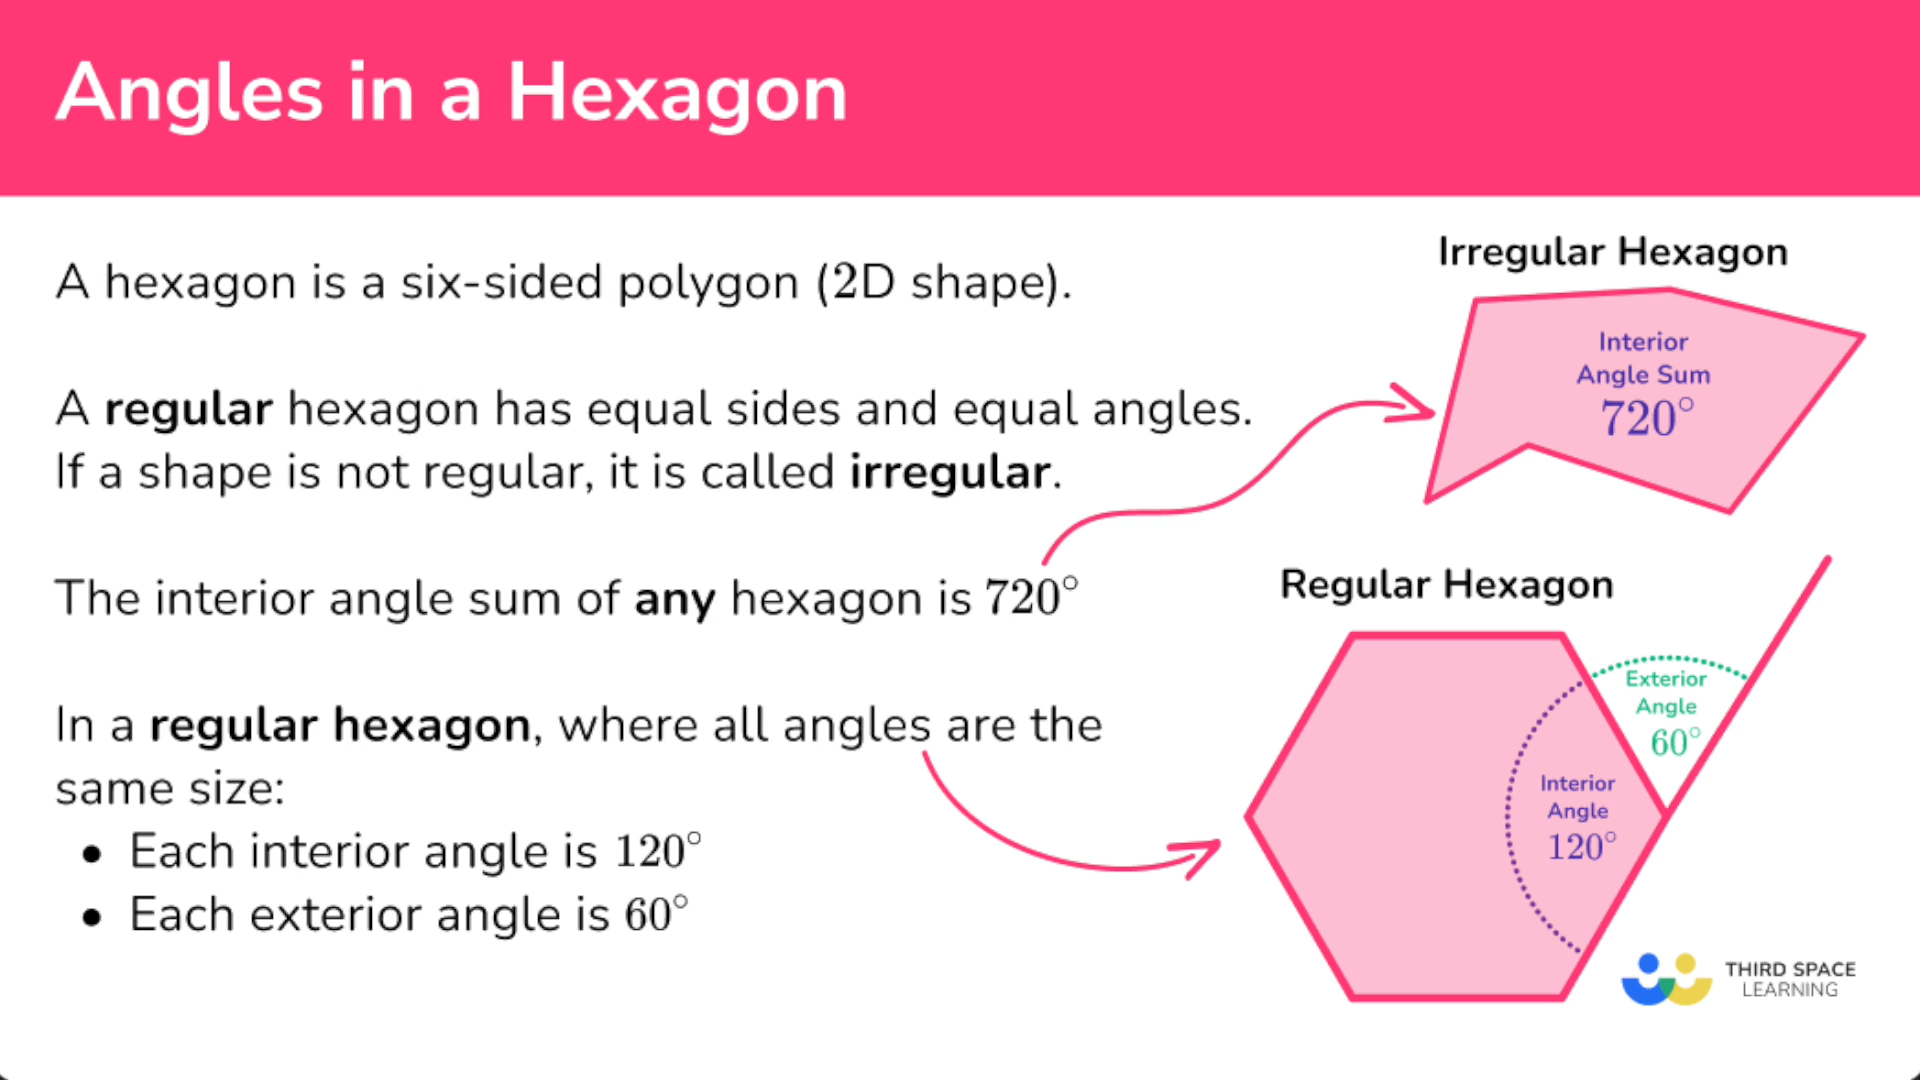 Angles in a Hexagon
A hexagon is a six-sided polygon (2D shape).
A regular hexagon has equal sides and equal angles.
If a shape is not regular, it is called irregular.
The interior angle sum of any hexagon is 720°
In a regular hexagon, where all angles are the
same size:
• Each interior angle is 120°
• Each exterior angle is 60°
Irregular Hexagon
Interior
Angle Sum
720°
Regular Hexagon
Exterior
Angle
60°
Interior
Angle
120°
THIRD SPACE
LEARNING